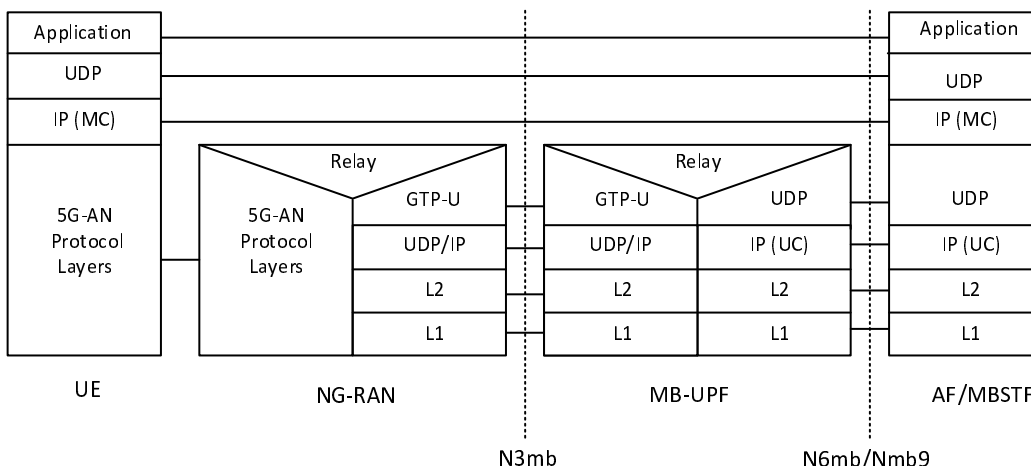 Application
UDP
IP (MC)
5G-AN
Protocol
Layers
UE
Relay
5G-AN
Protocol
Layers
GTP-U
UDP/IP
L2
L1
NG-RAN
N3mb
Relay
GTP-U
UDP/IP
L2
L1
UDP
IP (UC)
L2
L1
MB-UPF
N6mb/Nmb9
Application
UDP
IP (MC)
UDP
IP (UC)
L2
L1
AF/MBSTF